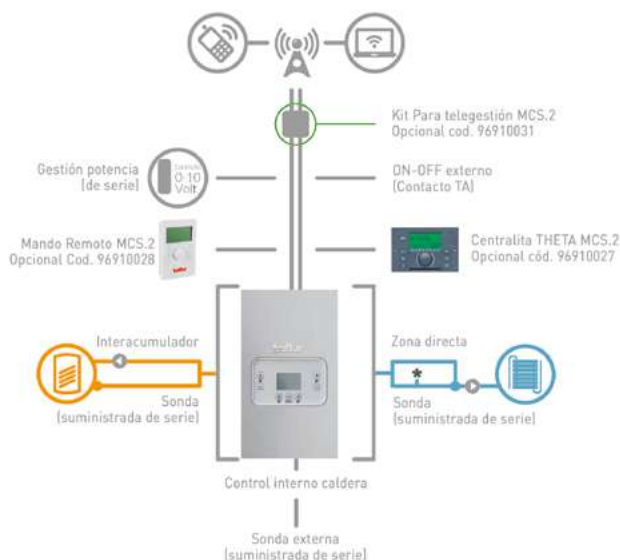 Kit Para telegestión MCS.2
Opcional cod. 96910031
Gestión potencia
(de serie)
0-10
Volt
ON-OFF externo
(Contacto TA)
Mando Remoto MCS.2
Opcional Cod. 96910028
Centralita THETA MCS.2
Opcional cód. 96910027
Interacumulador
Zona directa
Sonda
(suministrada de serie)
Sonda
(suministrada de serie)
Control interno caldera
Sonda externa
(suministrada de serie)